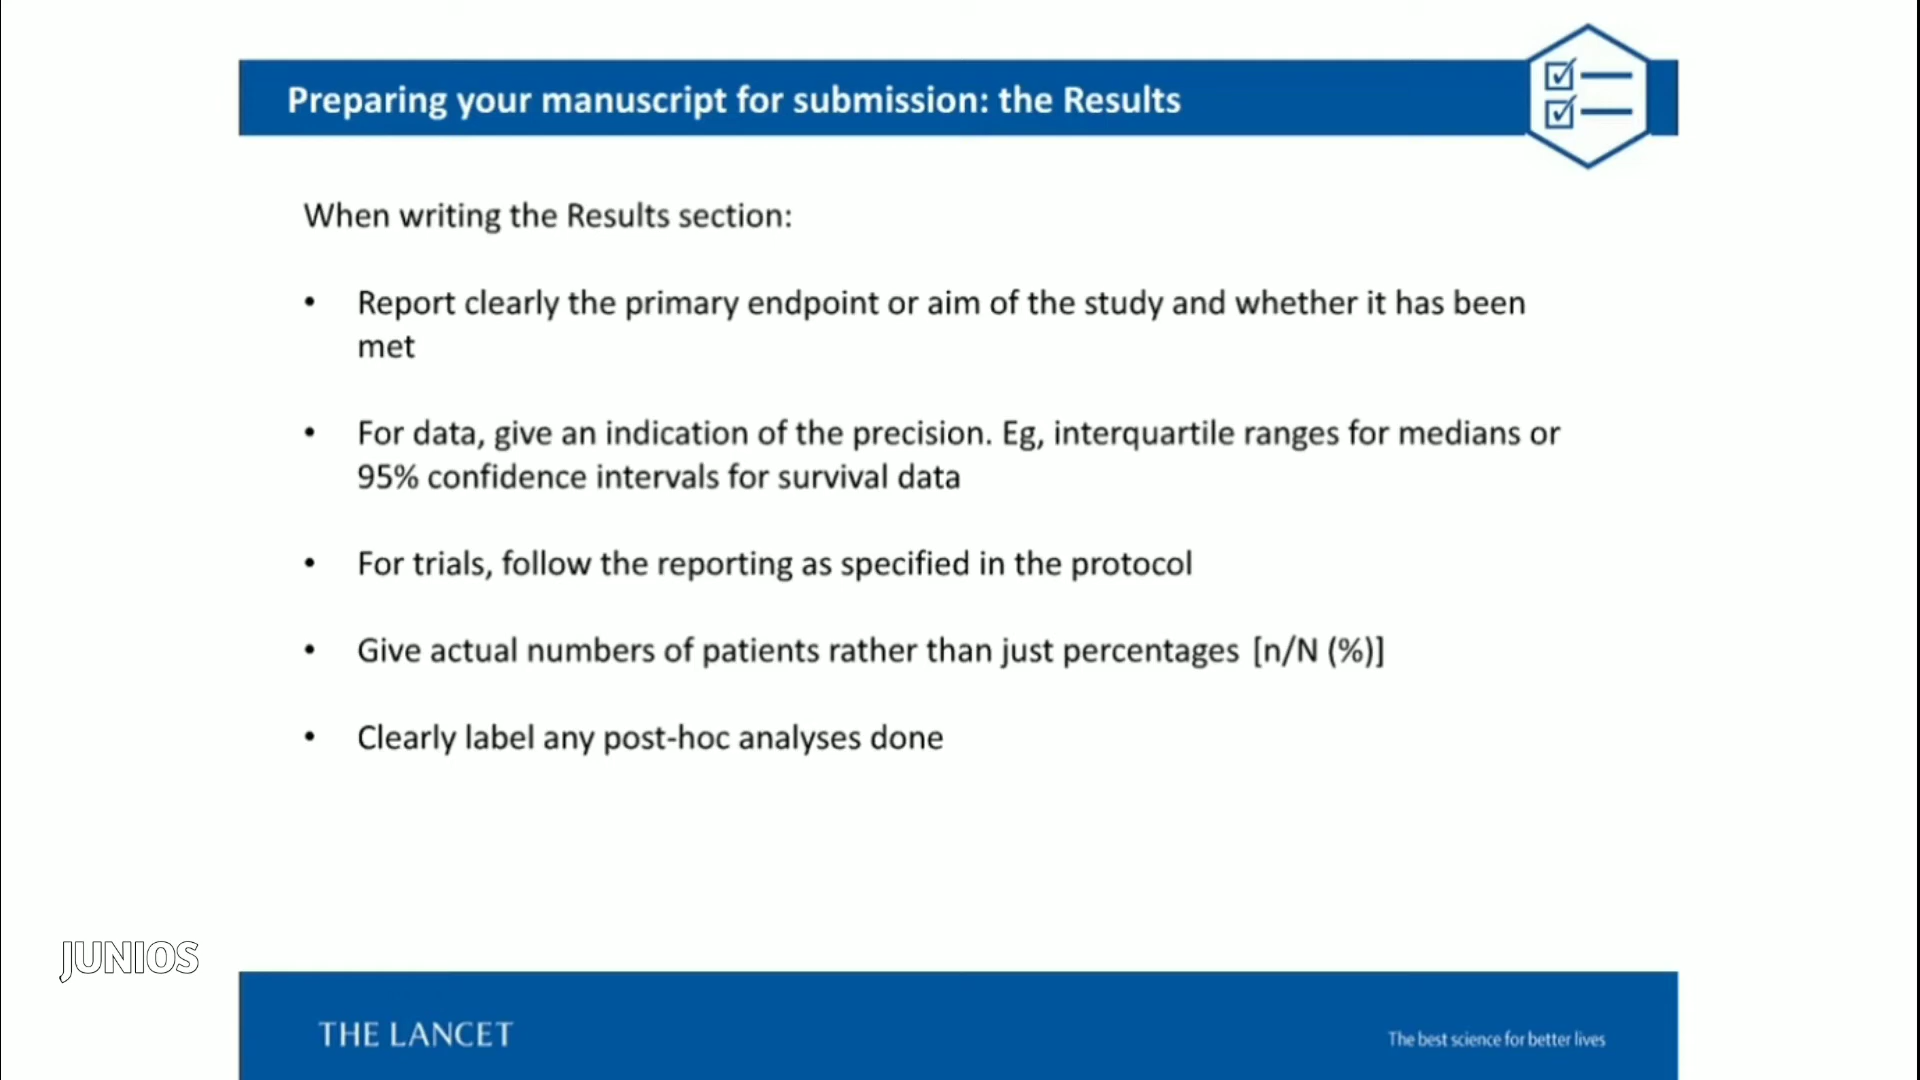 Preparing your manuscript for submission: the Results
When writing the Results section:
• Report clearly the primary endpoint or aim of the study and whether it has been
met
• For data, give an indication of the precision. Eg, interquartile ranges for medians or
95% confidence intervals for survival data
• For trials, follow the reporting as specified in the protocol
• Give actual numbers of patients rather than just percentages [n/N (%)]
• Clearly label any post-hoc analyses done
JUNIOS
THE LANCET
The best science for better lives